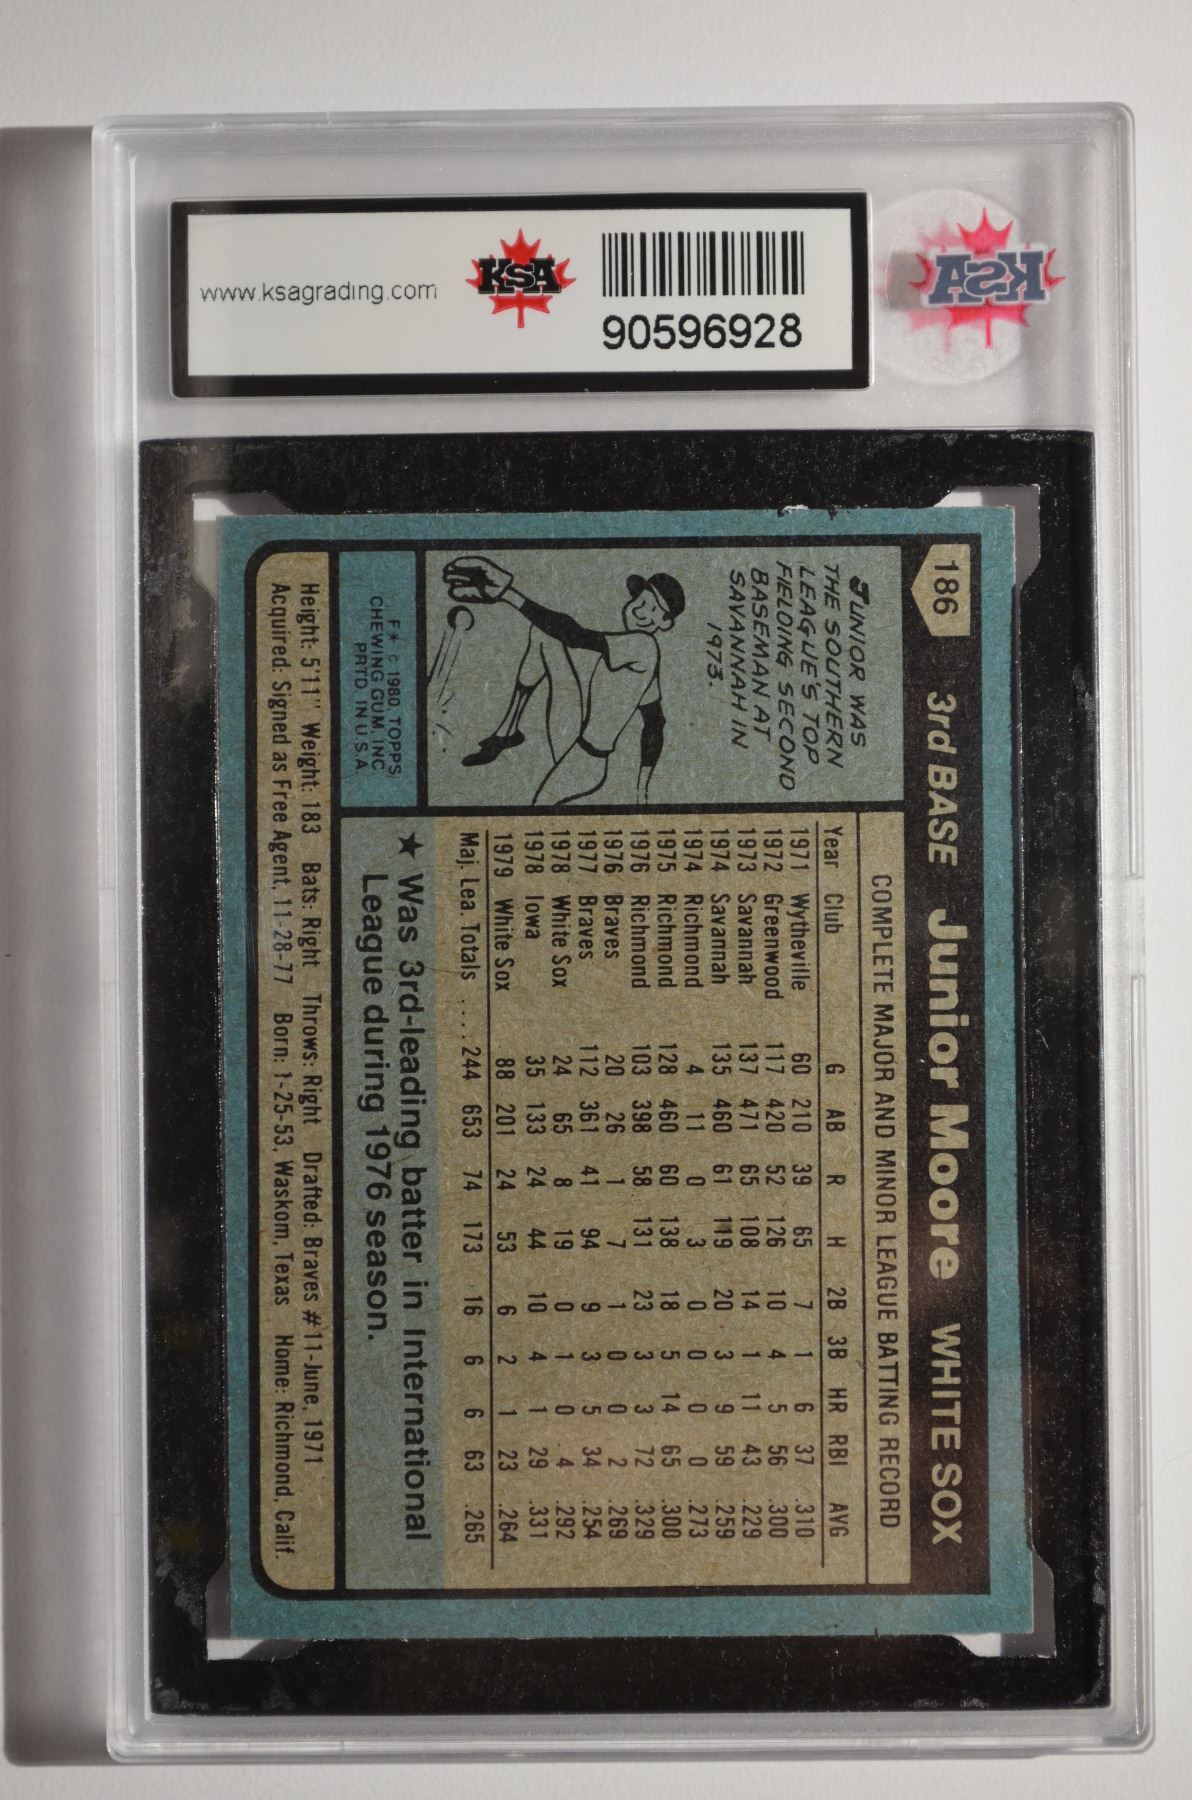 www.ksagrading.com
KSA
90596928
KSA
186
3rd BASE Junior Moore WHITE SOX
JUNIOR WAS
THE SOUTHERN
LEAGUE'S TOP
FIELDING SECOND
BASEMAN AT
SAVANNAH IN
1973.
F* © 1980, TOPPS
CHEWING GUM, INC.
PRTD. IN U.S.A.
COMPLETE MAJOR AND MINOR LEAGUE BATTING RECORD
Year Club G AB R H 2B 3B HR RBI AVG
1971 Wytheville 60 210 39 65 7 1 6 37 .310
1972 Greenwood 117 420 52 126 10 4 5 56 .300
1973 Savannah 137 471 65 108 14 1 11 43 .229
1974 Savannah 135 460 61 119 20 3 9 59 .259
1974 Richmond 4 11 0 3 0 0 0 0 .273
1975 Richmond 128 460 60 138 18 5 14 65 .300
1976 Richmond 103 398 58 131 23 3 3 72 .329
1976 Braves 20 26 1 7 1 0 0 2 .269
1977 Braves 112 361 41 94 9 3 5 34 .254
1978 White Sox 24 65 8 19 0 1 0 4 .292
1978 Iowa 35 133 24 44 10 4 1 29 .331
1979 White Sox 88 201 24 53 6 2 1 23 .264
Maj. Lea. Totals .... 244 653 74 173 16 6 6 63 .265
★ Was 3rd-leading batter in International
League during 1976 season.
Height: 5'11" Weight: 183 Bats: Right Throws: Right Drafted: Braves #11-June, 1971
Acquired: Signed as Free Agent, 11-28-77 Born: 1-25-53, Waskom, Texas Home: Richmond, Calif.